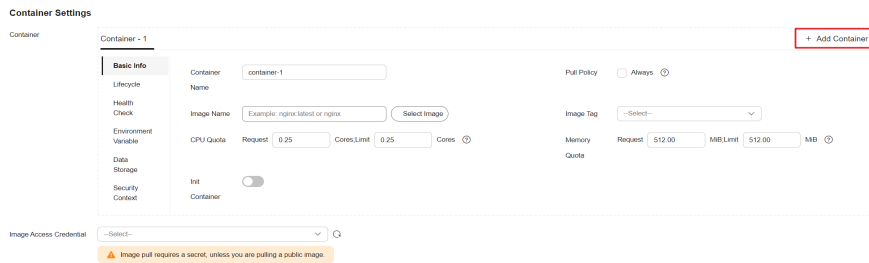 Container Settings
Container
Container - 1
+ Add Container
Basic Info
Lifecycle
Health
Check
Environment
Variable
Data
Storage
Security
Context
Container
Name
container-1
Pull Policy
Always
Image Name
Example: nginx:latest or nginx
Select Image
Image Tag
--Select--
CPU Quota
Request 0.25 Cores;Limit 0.25 Cores
Memory
Quota
Request 512.00 MiB;Limit 512.00 MiB
Init
Container
Image Access Credential
--Select--
Image pull requires a secret, unless you are pulling a public image.